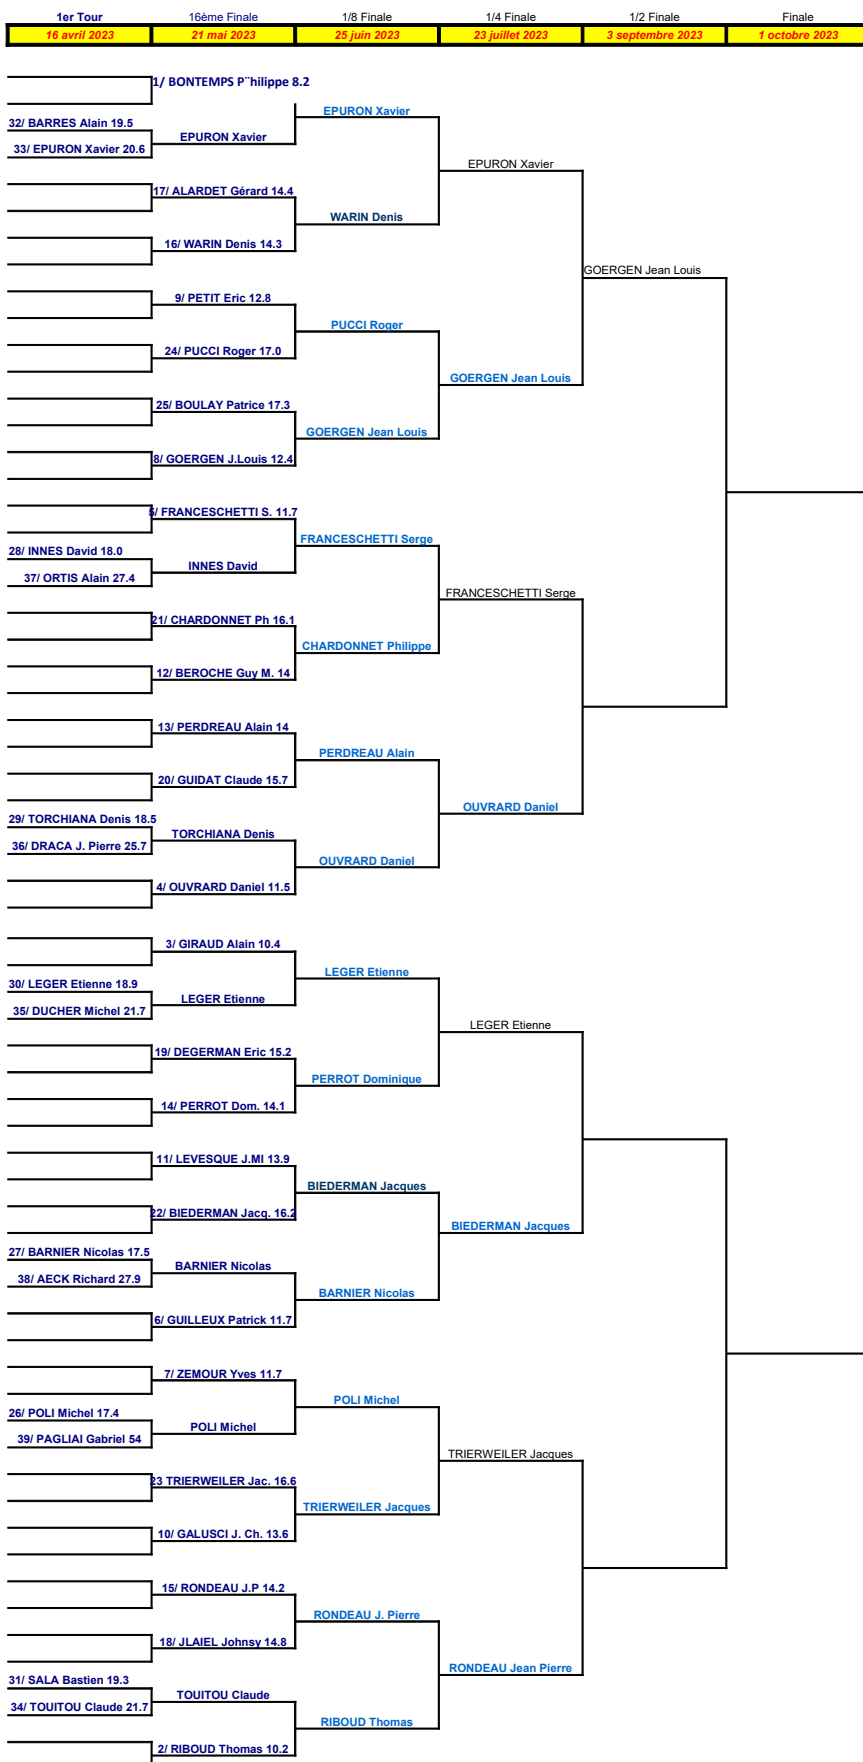 1er Tour 16ème Finale 1/8 Finale 1/4 Finale 1/2 Finale Finale
16 avril 2023 21 mai 2023 25 juin 2023 23 juillet 2023 3 septembre 2023 1 octobre 2023
1/ BONTEMPS P¨hilippe 8.2
EPURON Xavier
32/ BARRES Alain 19.5
EPURON Xavier
33/ EPURON Xavier 20.6
EPURON Xavier
17/ ALARDET Gérard 14.4
WARIN Denis
16/ WARIN Denis 14.3
GOERGEN Jean Louis
9/ PETIT Eric 12.8
PUCCI Roger
24/ PUCCI Roger 17.0
GOERGEN Jean Louis
25/ BOULAY Patrice 17.3
GOERGEN Jean Louis
8/ GOERGEN J.Louis 12.4
5/ FRANCESCHETTI S. 11.7
FRANCESCHETTI Serge
28/ INNES David 18.0
INNES David
37/ ORTIS Alain 27.4
FRANCESCHETTI Serge
21/ CHARDONNET Ph 16.1
CHARDONNET Philippe
12/ BEROCHE Guy M. 14
13/ PERDREAU Alain 14
PERDREAU Alain
20/ GUIDAT Claude 15.7
OUVRARD Daniel
29/ TORCHIANA Denis 18.5
TORCHIANA Denis
36/ DRACA J. Pierre 25.7
OUVRARD Daniel
4/ OUVRARD Daniel 11.5
3/ GIRAUD Alain 10.4
LEGER Etienne
30/ LEGER Etienne 18.9
LEGER Etienne
35/ DUCHER Michel 21.7
LEGER Etienne
19/ DEGERMAN Eric 15.2
PERROT Dominique
14/ PERROT Dom. 14.1
11/ LEVESQUE J.MI 13.9
BIEDERMAN Jacques
22/ BIEDERMAN Jacq. 16.2
BIEDERMAN Jacques
27/ BARNIER Nicolas 17.5
BARNIER Nicolas
38/ AECK Richard 27.9
BARNIER Nicolas
6/ GUILLEUX Patrick 11.7
7/ ZEMOUR Yves 11.7
POLI Michel
26/ POLI Michel 17.4
POLI Michel
39/ PAGLIAI Gabriel 54
TRIERWEILER Jacques
23 TRIERWEILER Jac. 16.6
TRIERWEILER Jacques
10/ GALUSCI J. Ch. 13.6
15/ RONDEAU J.P 14.2
RONDEAU J. Pierre
18/ JLAIEL Johnsy 14.8
RONDEAU Jean Pierre
31/ SALA Bastien 19.3
TOUITOU Claude
34/ TOUITOU Claude 21.7
RIBOUD Thomas
2/ RIBOUD Thomas 10.2